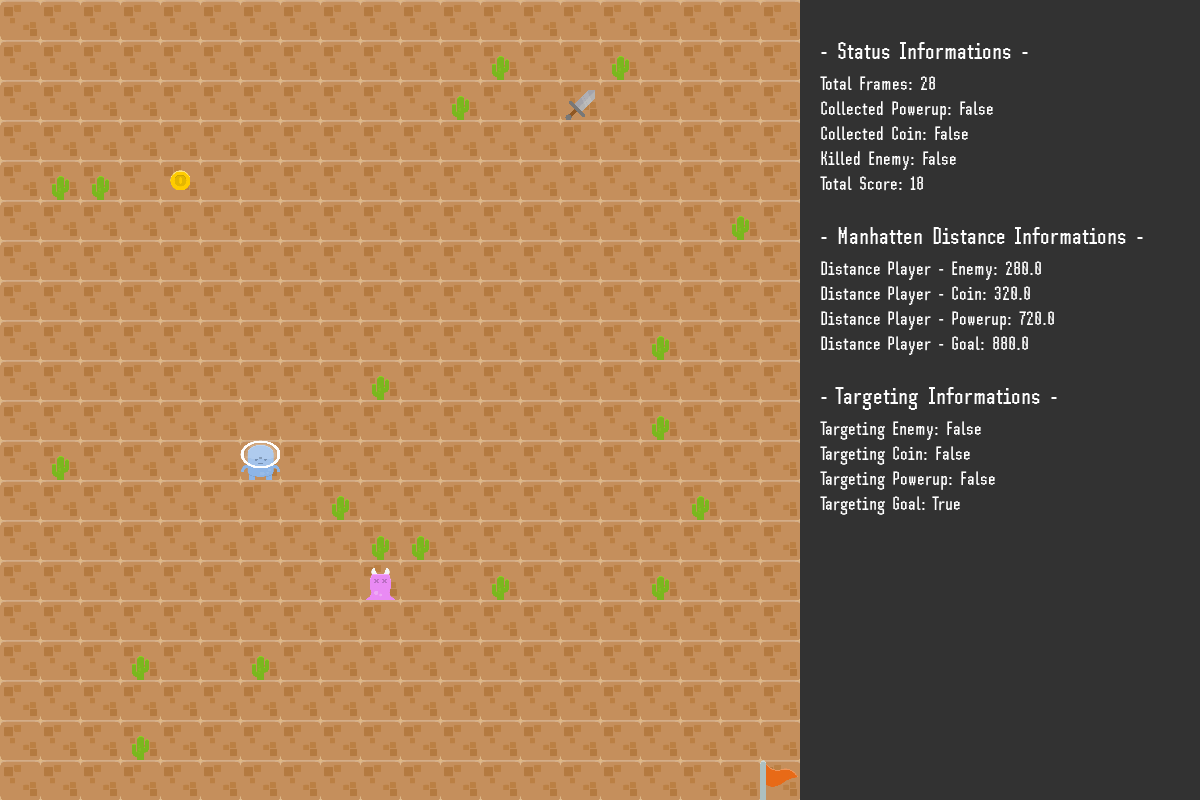 - Status Informations -
Total Frames: 28
Collected Powerup: False
Collected Coin: False
Killed Enemy: False
Total Score: 18
- Manhatten Distance Informations -
Distance Player - Enemy: 280.0
Distance Player - Coin: 320.0
Distance Player - Powerup: 720.0
Distance Player - Goal: 880.0
- Targeting Informations -
Targeting Enemy: False
Targeting Coin: False
Targeting Powerup: False
Targeting Goal: True